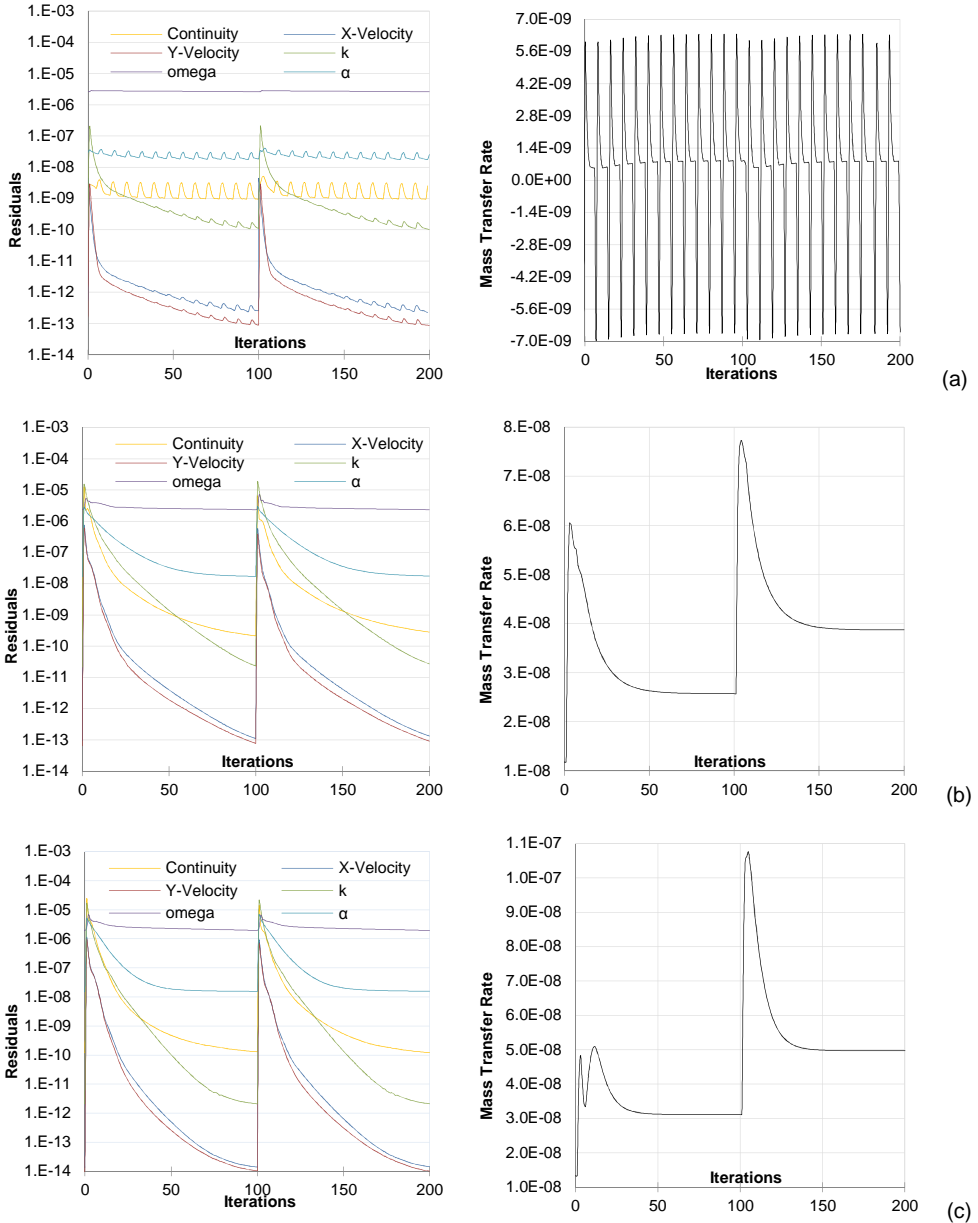 1.E-03
1.E-04
1.E-05
1.E-06
1.E-07
1.E-08
1.E-09
1.E-10
1.E-11
1.E-12
1.E-13
1.E-14
Residuals
Continuity X-Velocity
Y-Velocity k
omega α
Iterations
0 50 100 150 200
7.0E-09
5.6E-09
4.2E-09
2.8E-09
1.4E-09
0.0E+00
-1.4E-09
-2.8E-09
-4.2E-09
-5.6E-09
-7.0E-09
Mass Transfer Rate
0 50 100 150 200
Iterations
(a)
1.E-03
1.E-04
1.E-05
1.E-06
1.E-07
1.E-08
1.E-09
1.E-10
1.E-11
1.E-12
1.E-13
1.E-14
Residuals
Continuity X-Velocity
Y-Velocity k
omega α
Iterations
0 50 100 150 200
8.E-08
7.E-08
6.E-08
5.E-08
4.E-08
3.E-08
2.E-08
1.E-08
Mass Transfer Rate
Iterations
0 50 100 150 200
(b)
1.E-03
1.E-04
1.E-05
1.E-06
1.E-07
1.E-08
1.E-09
1.E-10
1.E-11
1.E-12
1.E-13
1.E-14
Residuals
Continuity X-Velocity
Y-Velocity k
omega α
0 50 100 150 200
Iterations
1.1E-07
1.0E-07
9.0E-08
8.0E-08
7.0E-08
6.0E-08
5.0E-08
4.0E-08
3.0E-08
2.0E-08
1.0E-08
Mass Transfer Rate
Iterations
0 50 100 150 200
(c)